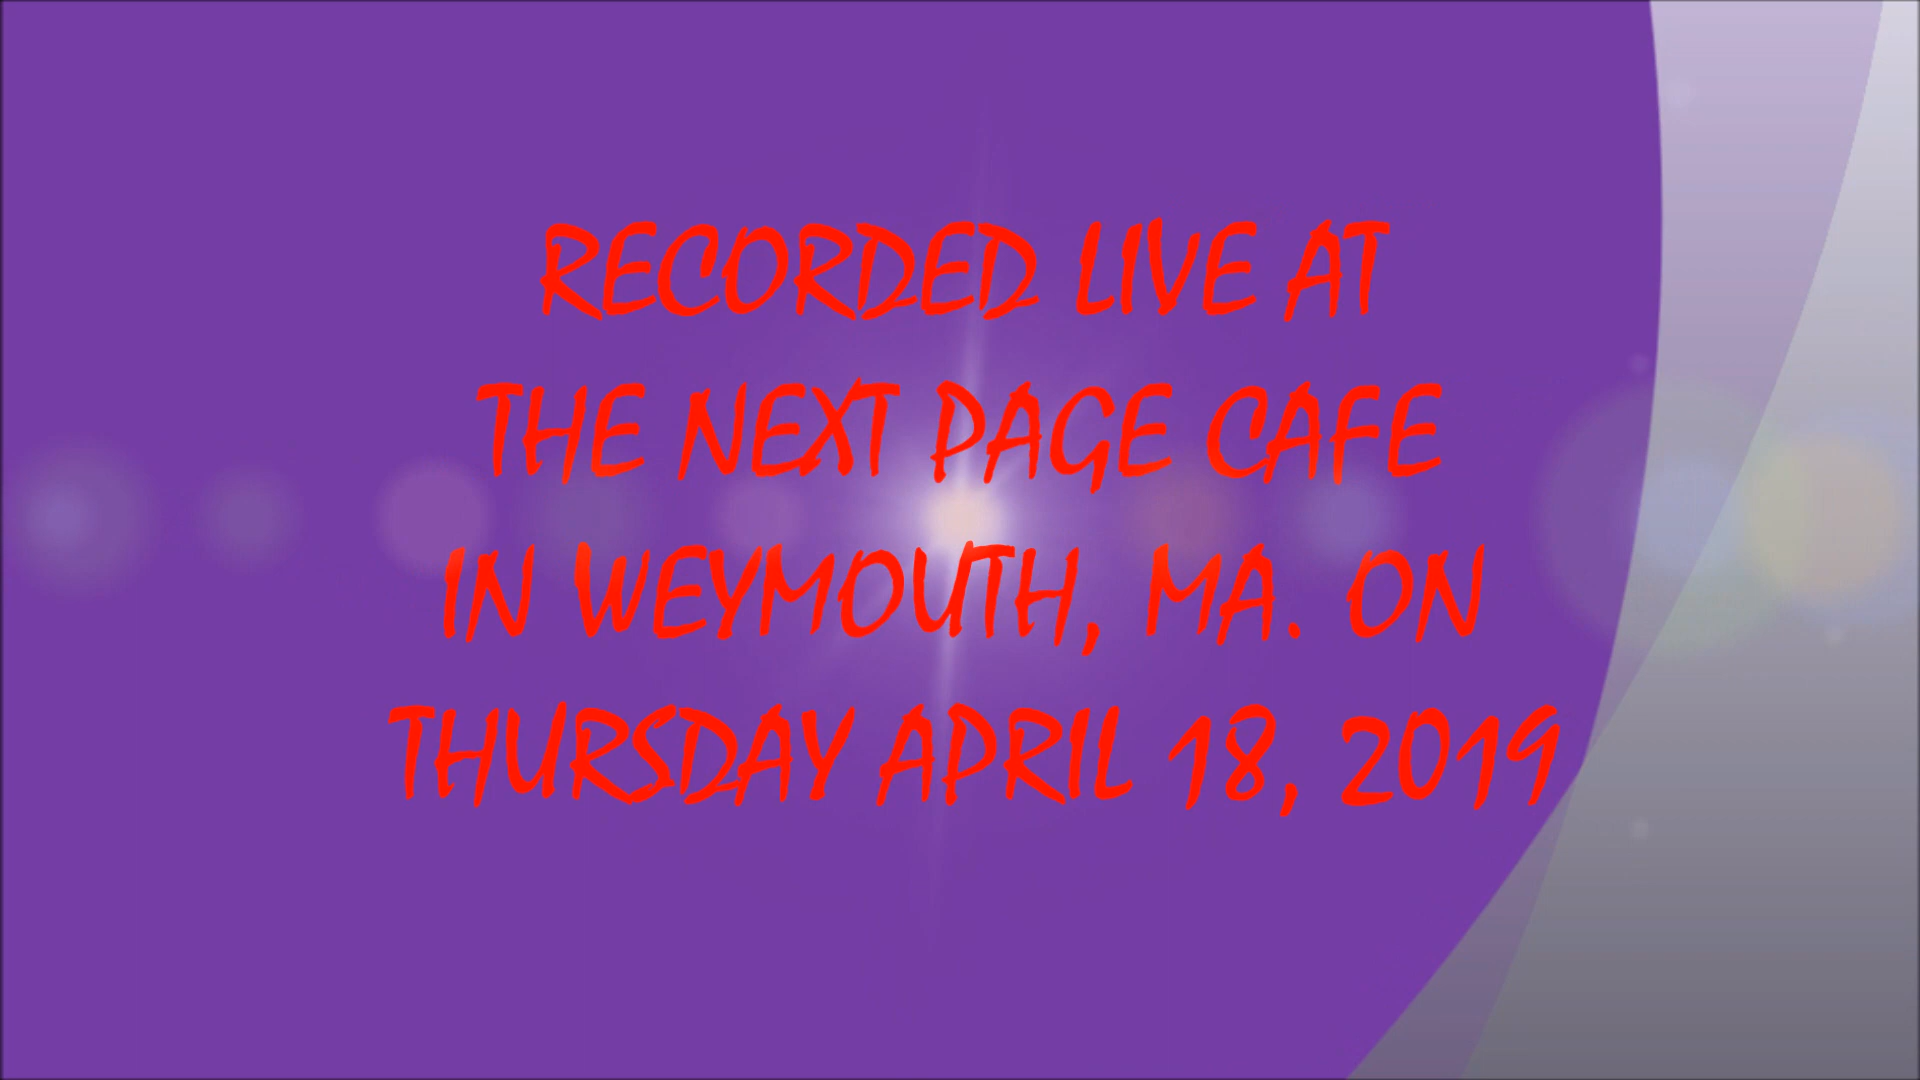 RECORDED LIVE AT
THE NEXT PAGE CAFE
IN WEYMOUTH, MA. ON
THURSDAY APRIL 18, 2019